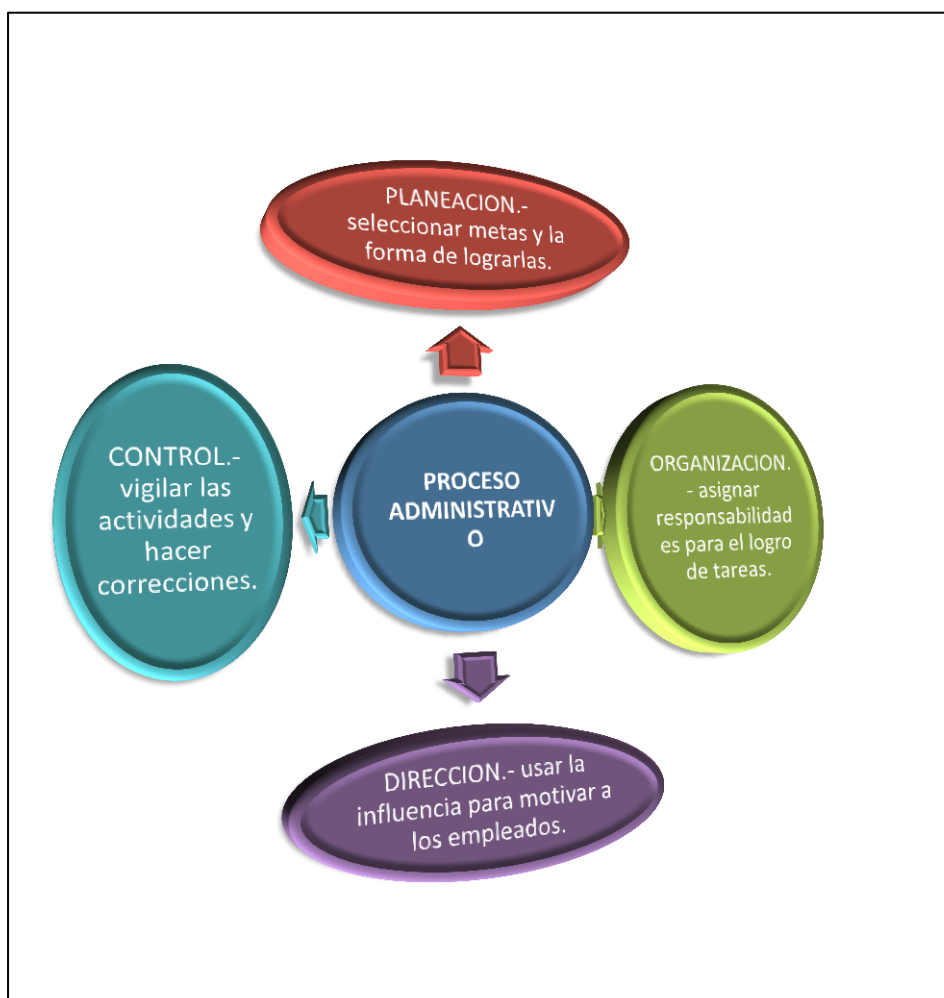 PLANEACION.-
seleccionar metas y la
forma de lograrlas.
CONTROL.-
vigilar las
actividades y
hacer
correcciones.
PROCESO
ADMINISTRATIV
O
ORGANIZACION.
- asignar
responsabilidad
es para el logro
de tareas.
DIRECCION.- usar la
influencia para motivar a
los empleados.